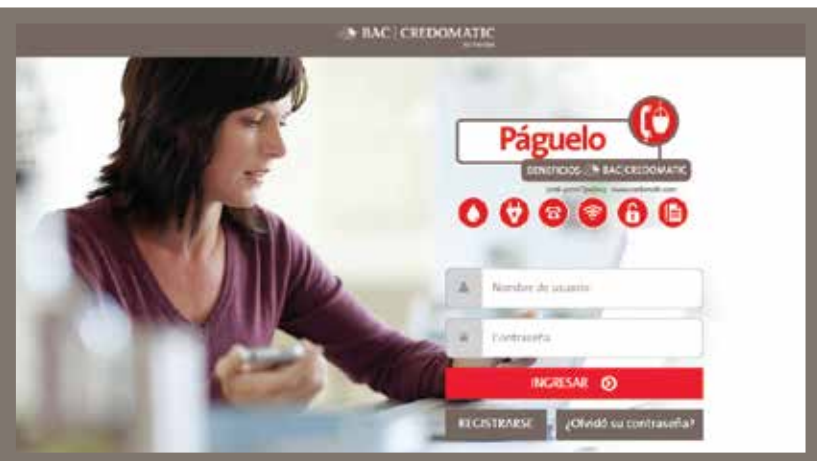 BAC | CREDOMATIC
Páguelo
BENEFICIOS BAC | CREDOMATIC
Nombre de usuario
Contraseña
INGRESAR
REGISTRARSE
¿Olvidó su contraseña?